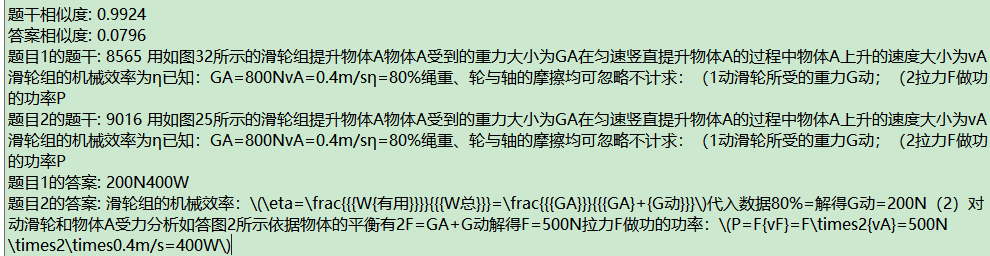 题干相似度: 0.9924
答案相似度: 0.0796
题目1的题干: 8565 用如图32所示的滑轮组提升物体A物体A受到的重力大小为GA在匀速竖直提升物体A的过程中物体A上升的速度大小为vA
滑轮组的机械效率为η已知：GA=800NvA=0.4m/sη=80%绳重、轮与轴的摩擦均可忽略不计求：（1动滑轮所受的重力G动；（2拉力F做功
的功率P
题目2的题干: 9016 用如图25所示的滑轮组提升物体A物体A受到的重力大小为GA在匀速竖直提升物体A的过程中物体A上升的速度大小为vA
滑轮组的机械效率为η已知：GA=800NvA=0.4m/sη=80%绳重、轮与轴的摩擦均可忽略不计求：（1动滑轮所受的重力G动；（2拉力F做功
的功率P
题目1的答案: 200N400W
题目2的答案: 滑轮组的机械效率：\(\eta=\frac{{{W{有用}}}}{{{W总}}}=\frac{{{GA}}}{{{GA}+{G动}}}\)代入数据80%=解得G动=200N（2）对
动滑轮和物体A受力分析如答图2所示依据物体的平衡有2F=GA+G动解得F=500N拉力F做功的功率：\(P=F{vF}=F\times2{vA}=500N
\times2\times0.4m/s=400W\)